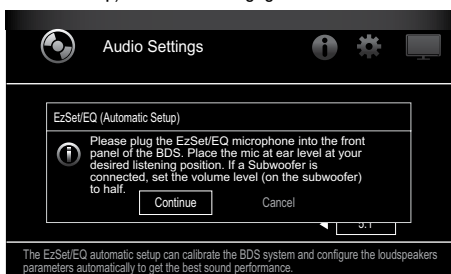 Audio Settings
EzSet/EQ (Automatic Setup)
Please plug the EzSet/EQ microphone into the front
panel of the BDS. Place the mic at ear level at your
desired listening position. If a Subwoofer is
connected, set the volume level (on the subwoofer)
to half.
Continue Cancel
5.1
The EzSet/EQ automatic setup can calibrate the BDS system and configure the loudspeakers
parameters automatically to get the best sound performance.